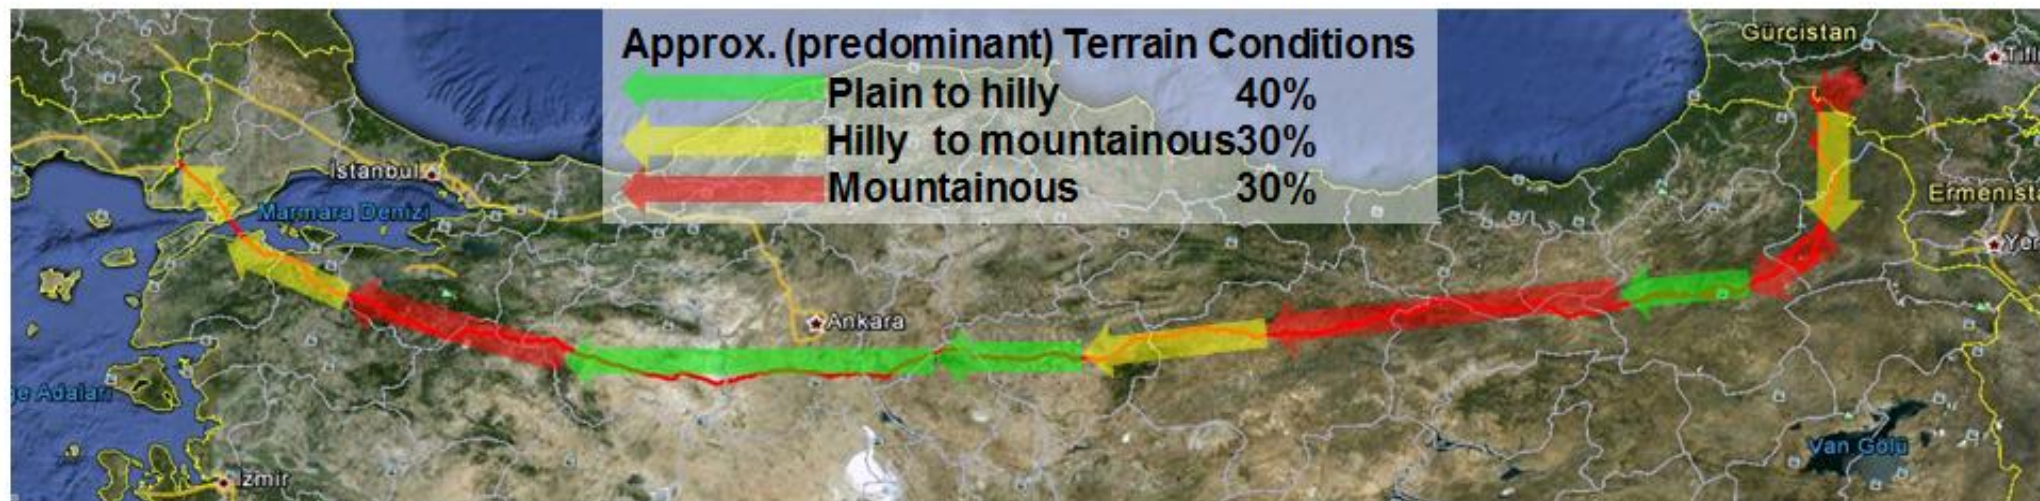 Approx. (predominant) Terrain Conditions
Plain to hilly 40%
Hilly to mountainous 30%
Mountainous 30%
Gürcistan
İstanbul
Marmara Denizi
Ankara
İzmir
Van Gölü